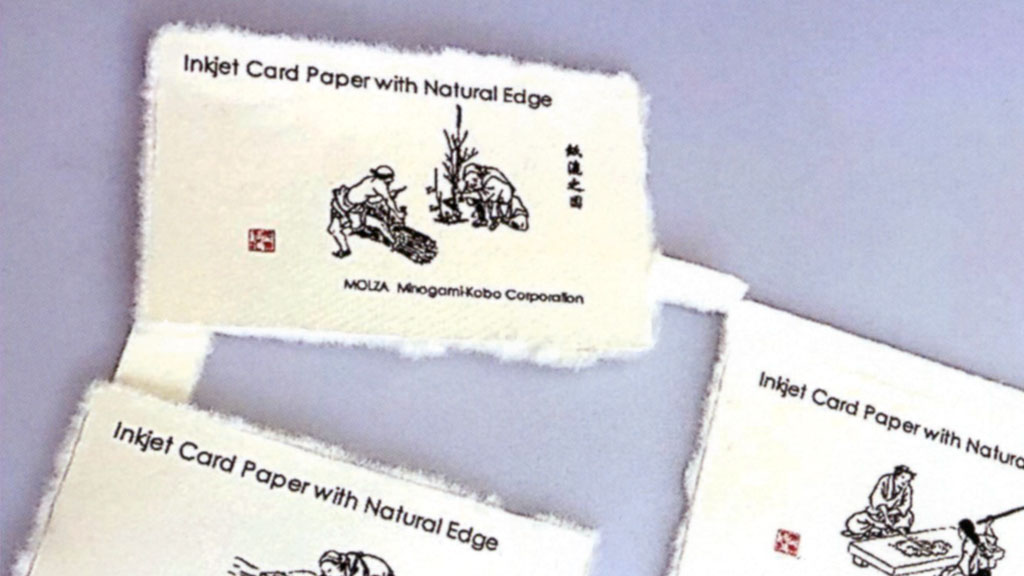 Inkjet Card Paper with Natural Edge
紙漉之図
MOLZA Minogami-Kobo Corporation
Inkjet Card Paper with Natural Edge
Inkjet Card Paper with Natura